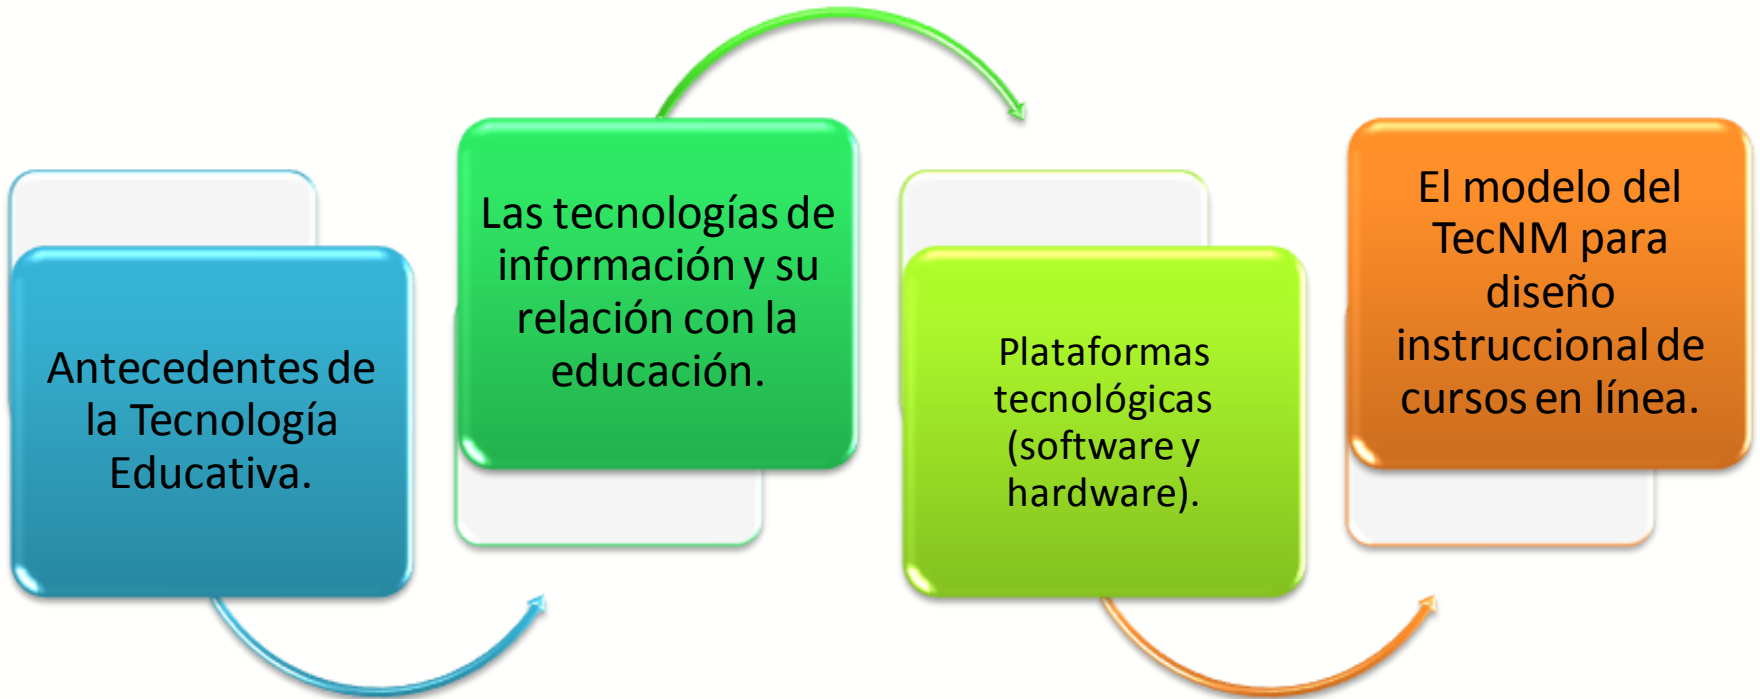 Antecedentes de
la Tecnología
Educativa.
Las tecnologías de
información y su
relación con la
educación.
Plataformas
tecnológicas
(software y
hardware).
El modelo del
TecNM para
diseño
instruccional de
cursos en línea.